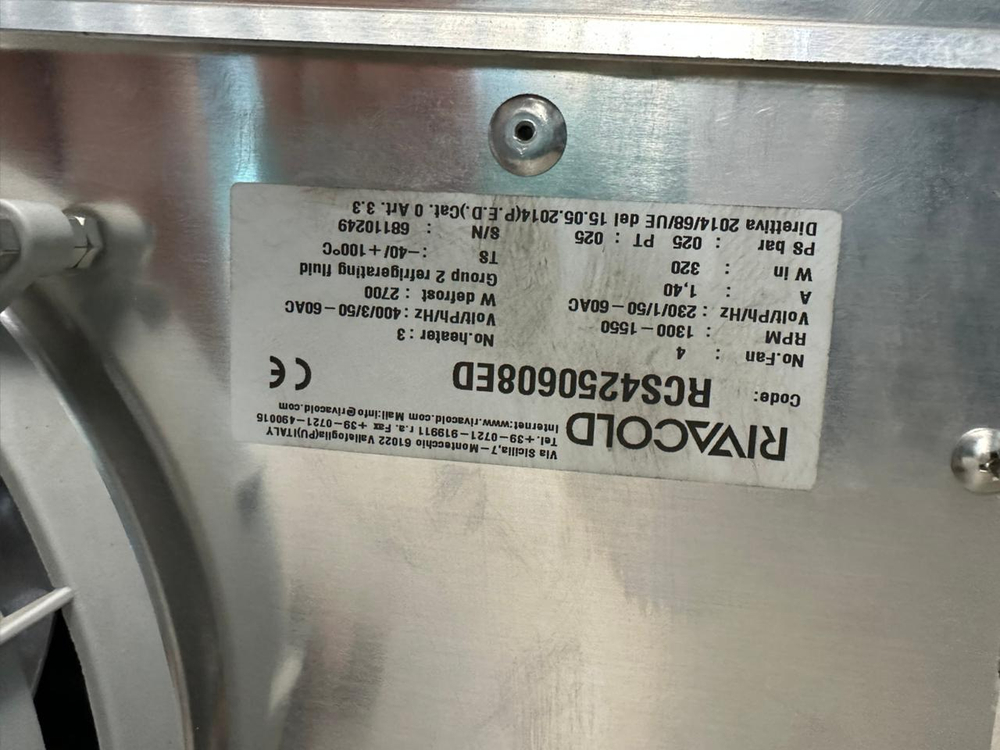 RIVACOLD
Via Sicilia,7,-Montecchio 61022 Vallefoglia(PU)ITALY
Tel.+39-0721-919911 r.a. Fax +39-0721-490015
Internet:www.rivacold.com Mail:info@rivacold.com
Code: RCS4250608ED CE
No.Fan : 4 No.heater : 3
RPM : 1300-1550 Volt/Ph/Hz : 400/3/50-60AC
Volt/Ph/Hz : 230/1/50-60AC W defrost : 2700
A : 1,40 Group 2 refrigerating fluid
W in : 320 TS :-40/+100°C
PS bar : 025 PT : 025 S/N : 68110249
Direttiva 2014/68/UE del 15.05.2014(P.E.D.)Cat. 0 Art. 3.3